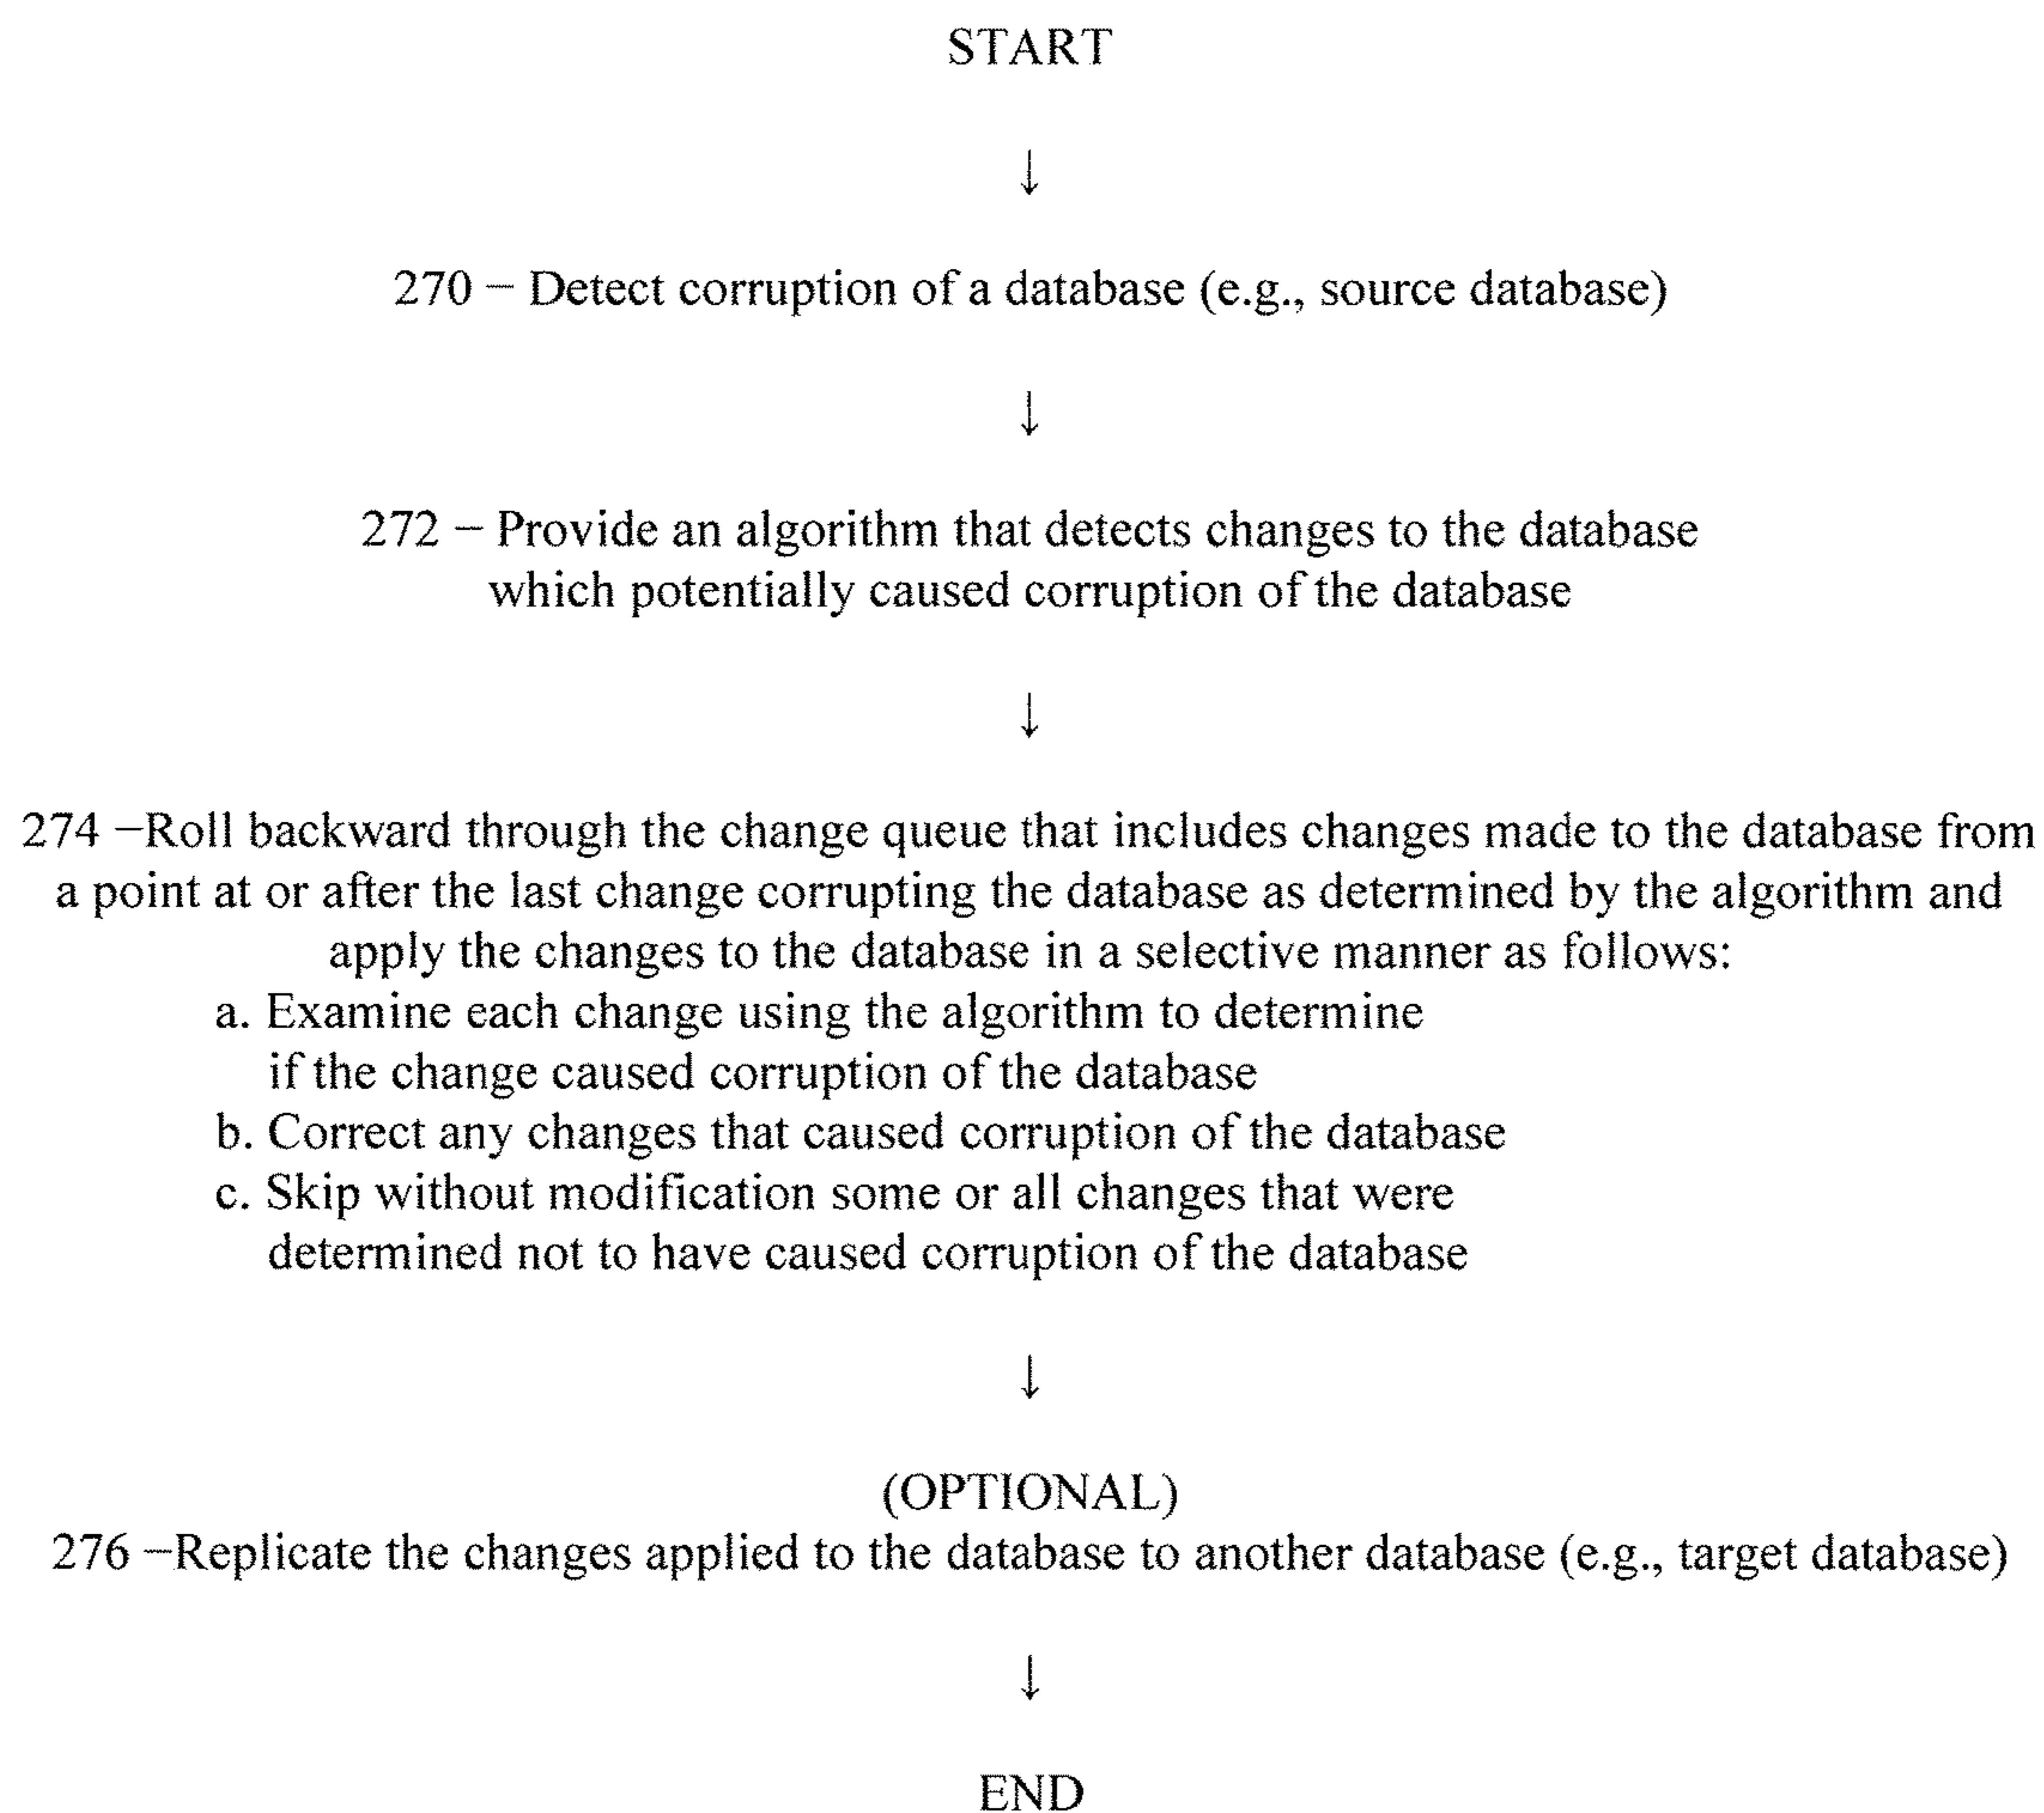 START
↓
270 – Detect corruption of a database (e.g., source database)
↓
272 – Provide an algorithm that detects changes to the database
which potentially caused corruption of the database
↓
274 –Roll backward through the change queue that includes changes made to the database from
a point at or after the last change corrupting the database as determined by the algorithm and
apply the changes to the database in a selective manner as follows:
a. Examine each change using the algorithm to determine
if the change caused corruption of the database
b. Correct any changes that caused corruption of the database
c. Skip without modification some or all changes that were
determined not to have caused corruption of the database
↓
(OPTIONAL)
276 –Replicate the changes applied to the database to another database (e.g., target database)
↓
END